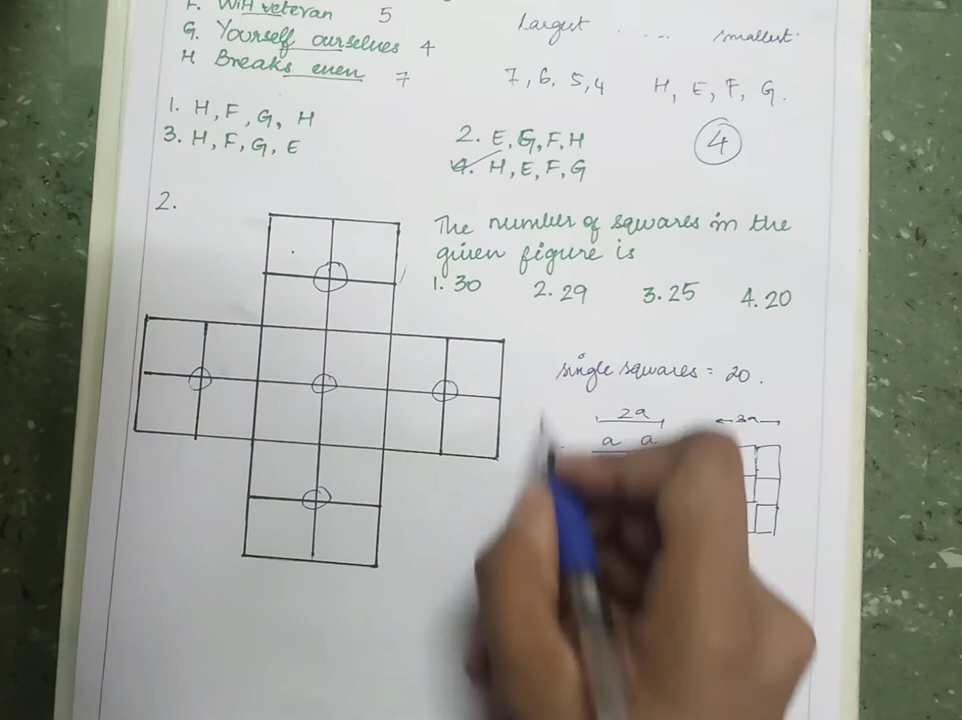 F. WWII veteran 5
G. Yourself ourselves 4
H Breaks even 7
Largest .... smallest.
7, 6, 5, 4 H, E, F, G.
1. H, F, G, H
2. E, G, F, H
3. H, F, G, E
4. H, E, F, G
4
2.
The number of squares in the
given figure is
1. 30 2. 29 3. 25 4. 20
single squares = 20.
2a 3a
a a